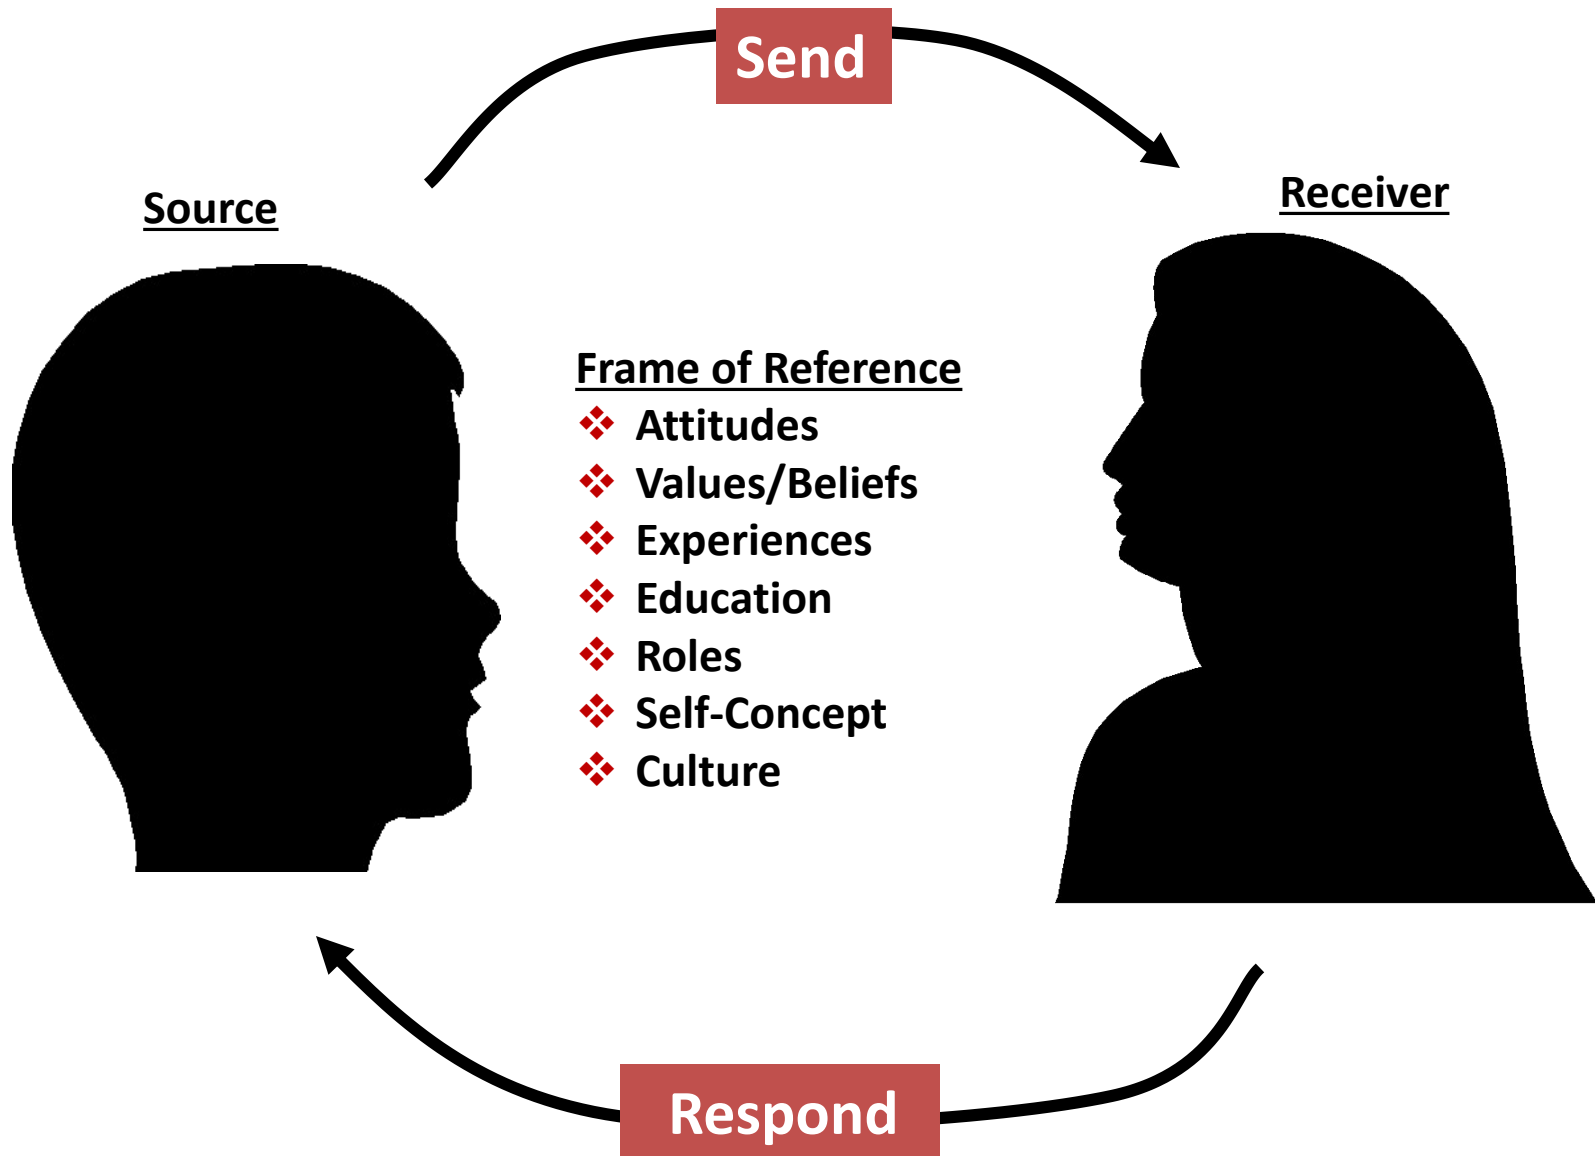 Send
Source
Receiver
Frame of Reference
Attitudes
Values/Beliefs
Experiences
Education
Roles
Self-Concept
Culture
Respond